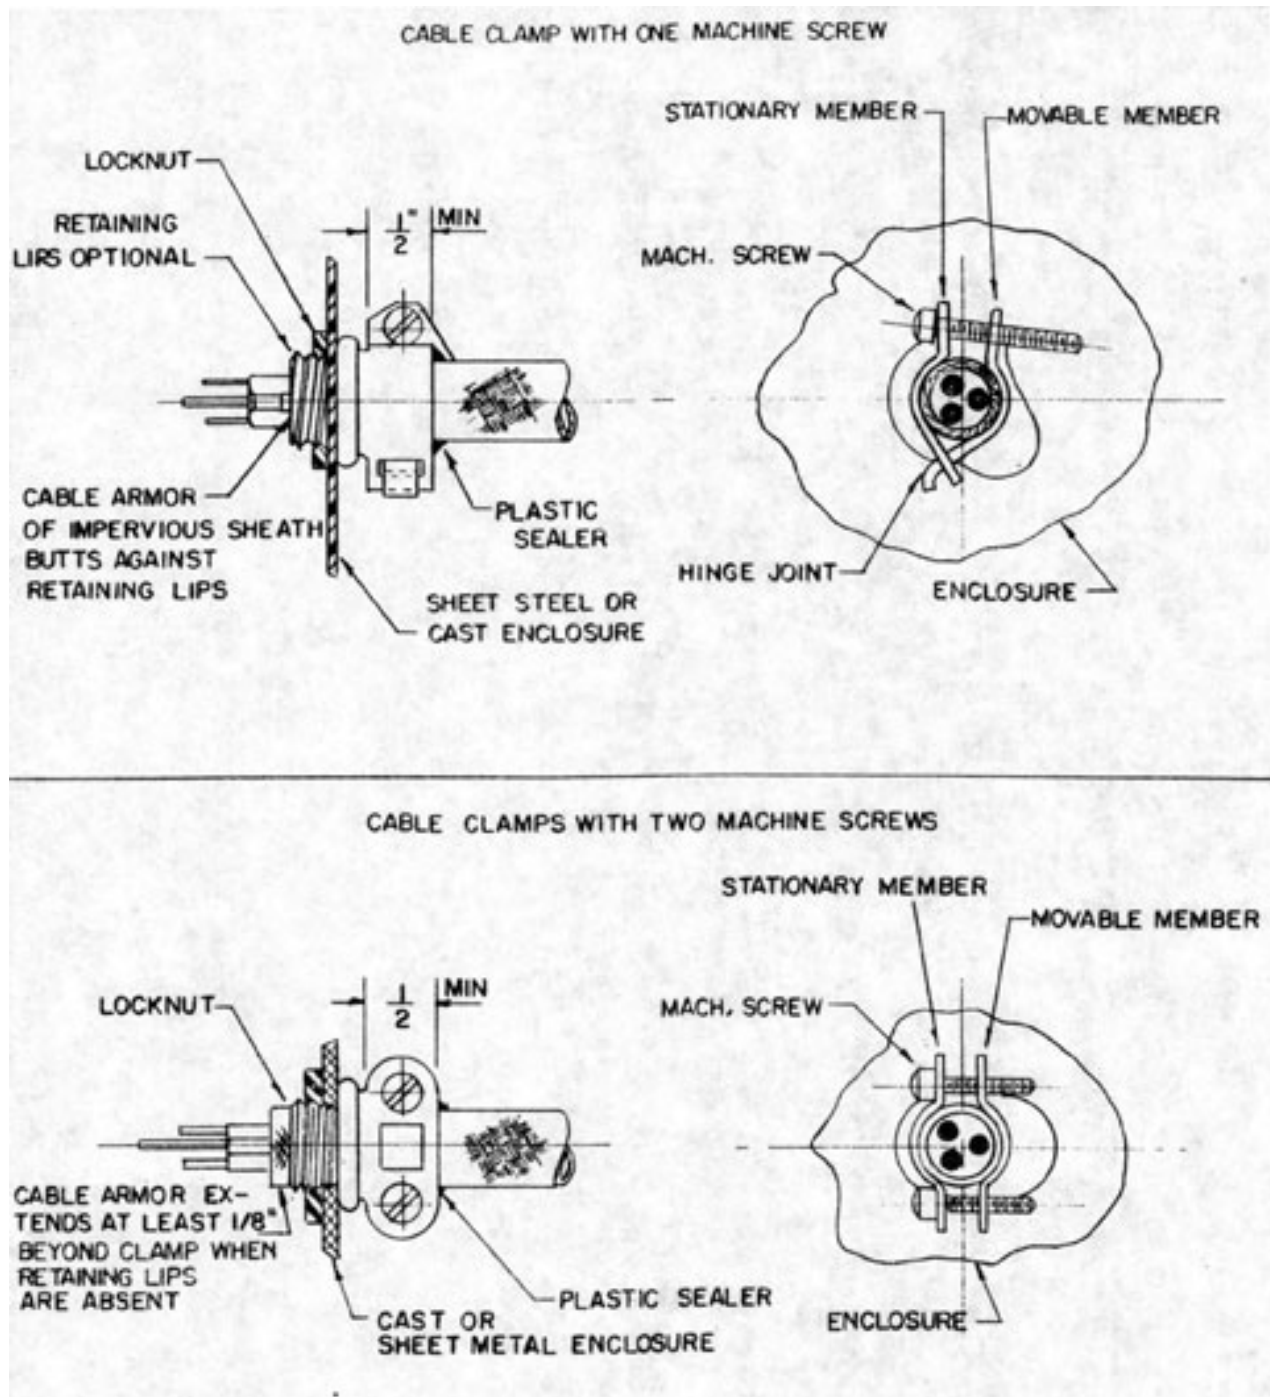 CABLE CLAMP WITH ONE MACHINE SCREW
STATIONARY MEMBER
MOVABLE MEMBER
LOCKNUT
RETAINING
LIPS OPTIONAL
1/2" MIN
MACH. SCREW
CABLE ARMOR
OF IMPERVIOUS SHEATH
BUTTS AGAINST
RETAINING LIPS
PLASTIC
SEALER
SHEET STEEL OR
CAST ENCLOSURE
HINGE JOINT
ENCLOSURE
CABLE CLAMPS WITH TWO MACHINE SCREWS
STATIONARY MEMBER
MOVABLE MEMBER
LOCKNUT
1/2 MIN
MACH. SCREW
CABLE ARMOR EX-
TENDS AT LEAST 1/8"
BEYOND CLAMP WHEN
RETAINING LIPS
ARE ABSENT
PLASTIC SEALER
CAST OR
SHEET METAL ENCLOSURE
ENCLOSURE